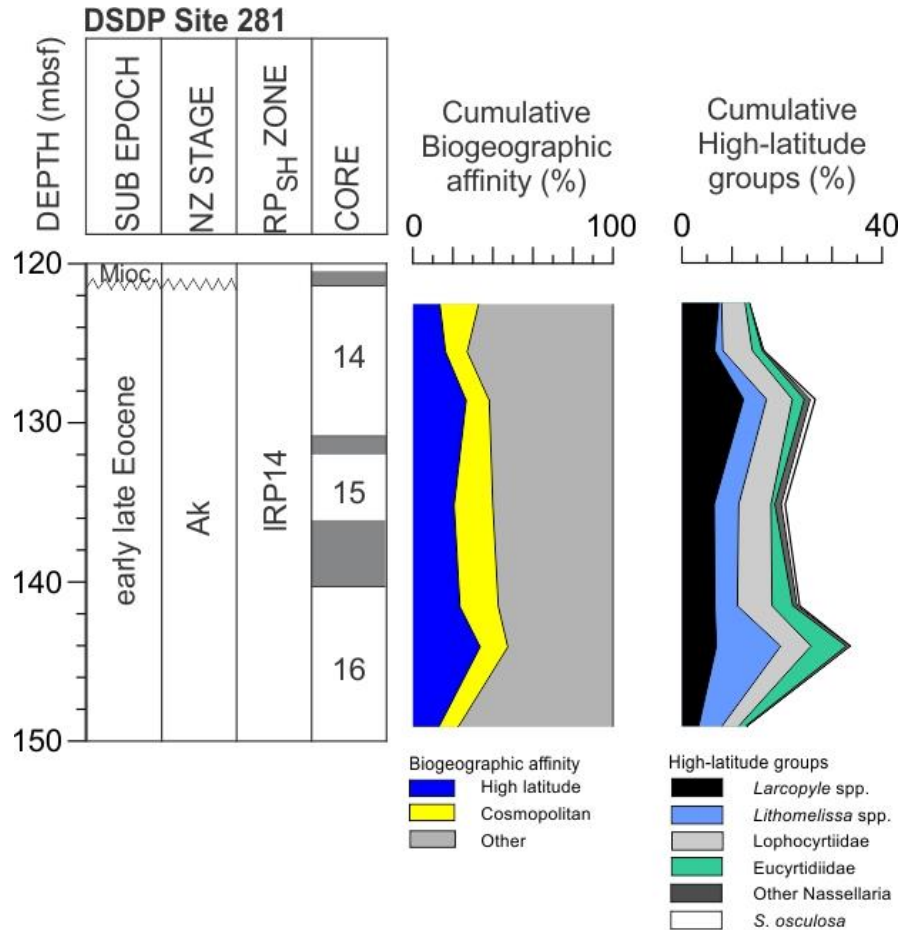 DSDP Site 281
DEPTH (mbsf)
SUB EPOCH
NZ STAGE
RP_SH ZONE
CORE
Cumulative
Biogeographic
affinity (%)
0 100
Cumulative
High-latitude
groups (%)
0 40
120
130
140
150
Mioc.
early late Eocene
Ak
IRP14
14
15
16
Biogeographic affinity
High latitude
Cosmopolitan
Other
High-latitude groups
Larcopyle spp.
Lithomelissa spp.
Lophocyrtiidae
Eucyrtidiidae
Other Nassellaria
S. osculosa